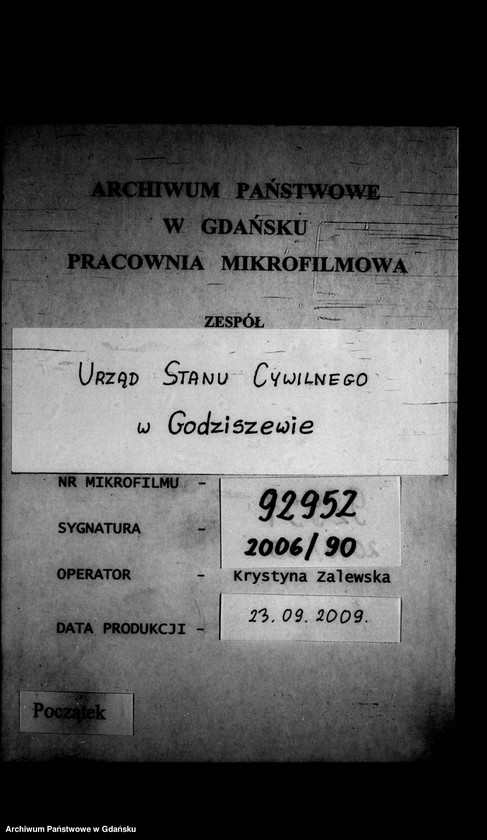 ARCHIWUM PAŃSTWOWE
W GDAŃSKU
PRACOWNIA MIKROFILMOWA
ZESPÓŁ
URZĄD STANU CYWILNEGO
w Godziszewie
NR MIKROFILMU - 92952
SYGNATURA - 2006/90
OPERATOR - Krystyna Zalewska
DATA PRODUKCJI - 23.09.2009.
Początek
Archiwum Państwowe w Gdańsku